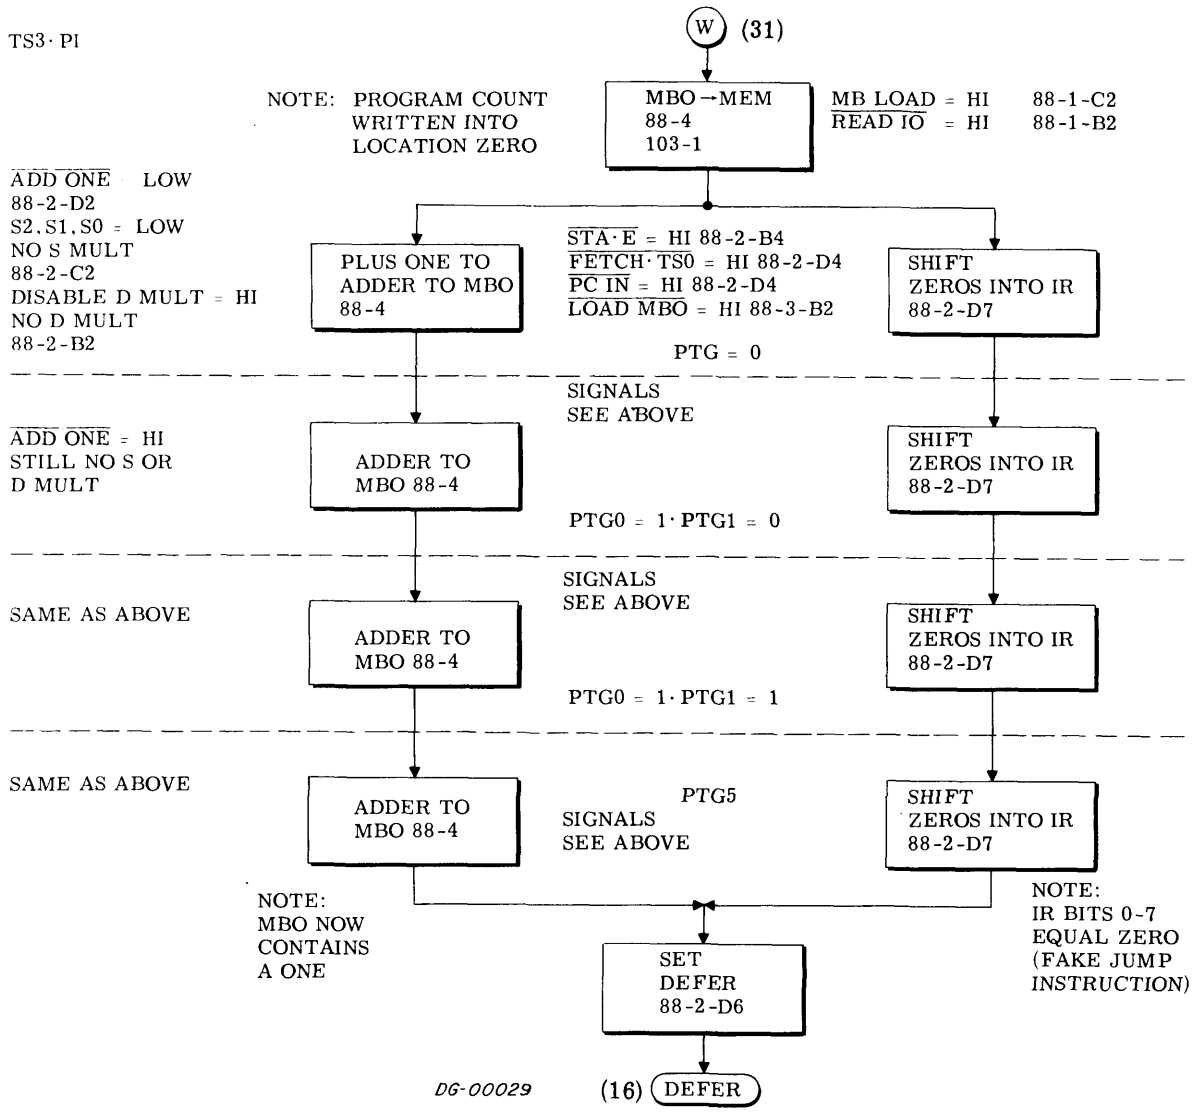 W (31)
TS3·PI
NOTE: PROGRAM COUNT
WRITTEN INTO
LOCATION ZERO
MBO→MEM
88-4
103-1
MB LOAD = HI 88-1-C2
READ IO = HI 88-1-B2
ADD ONE LOW
88-2-D2
S2,S1,S0 = LOW
NO S MULT
88-2-C2
DISABLE D MULT = HI
NO D MULT
88-2-B2
PLUS ONE TO
ADDER TO MBO
88-4
STA·E = HI 88-2-B4
FETCH·TS0 = HI 88-2-D4
PC IN = HI 88-2-D4
LOAD MBO = HI 88-3-B2
PTG = 0
SHIFT
ZEROS INTO IR
88-2-D7
SIGNALS
SEE ABOVE
ADD ONE = HI
STILL NO S OR
D MULT
ADDER TO
MBO 88-4
PTG0 = 1·PTG1 = 0
SHIFT
ZEROS INTO IR
88-2-D7
SIGNALS
SEE ABOVE
SAME AS ABOVE
ADDER TO
MBO 88-4
PTG0 = 1·PTG1 = 1
SHIFT
ZEROS INTO IR
88-2-D7
SAME AS ABOVE
ADDER TO
MBO 88-4
PTG5
SIGNALS
SEE ABOVE
SHIFT
ZEROS INTO IR
88-2-D7
NOTE:
MBO NOW
CONTAINS
A ONE
NOTE:
IR BITS 0-7
EQUAL ZERO
(FAKE JUMP
INSTRUCTION)
SET
DEFER
88-2-D6
DG-00029
(16) DEFER